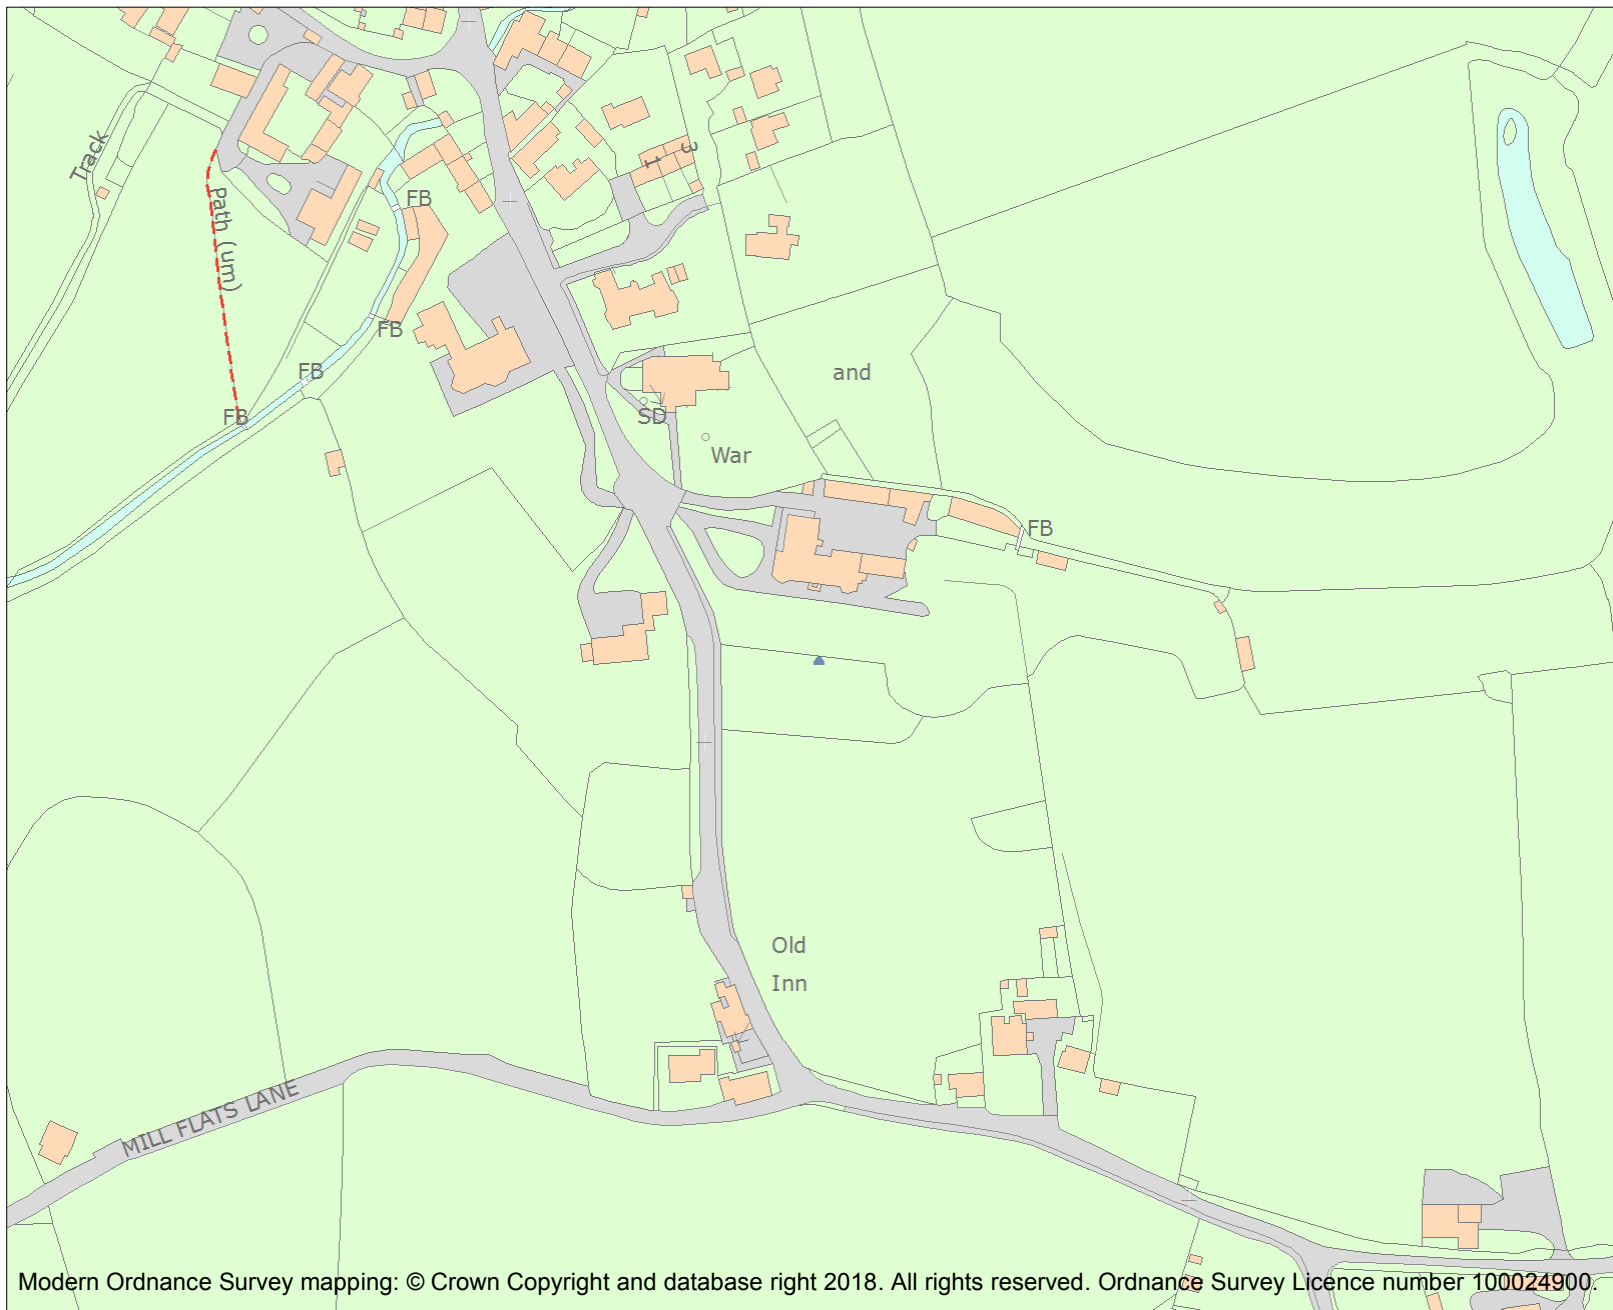 Track
Path (um)
FB
1
3
FB
FB
FB
and
SD
War
FB
Old
Inn
MILL FLATS LANE
Modern Ordnance Survey mapping: © Crown Copyright and database right 2018. All rights reserved. Ordnance Survey Licence number 100024900.